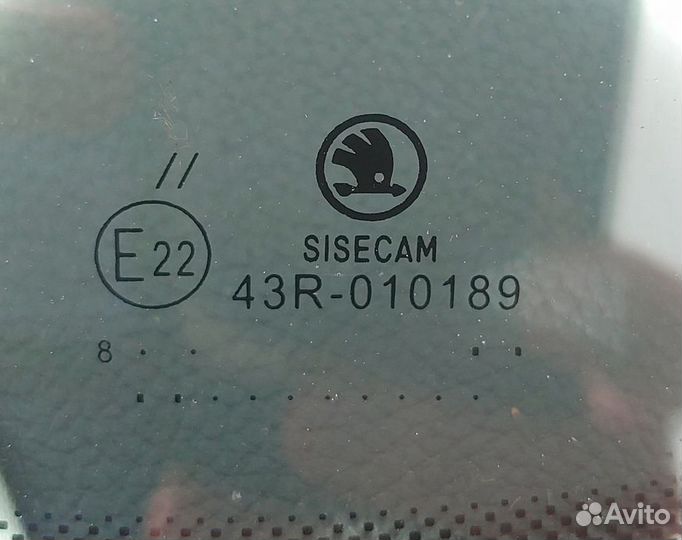 //
SISECAM
E22
43R-010189
8 . . . .
. . . . . . . . . .
Avito